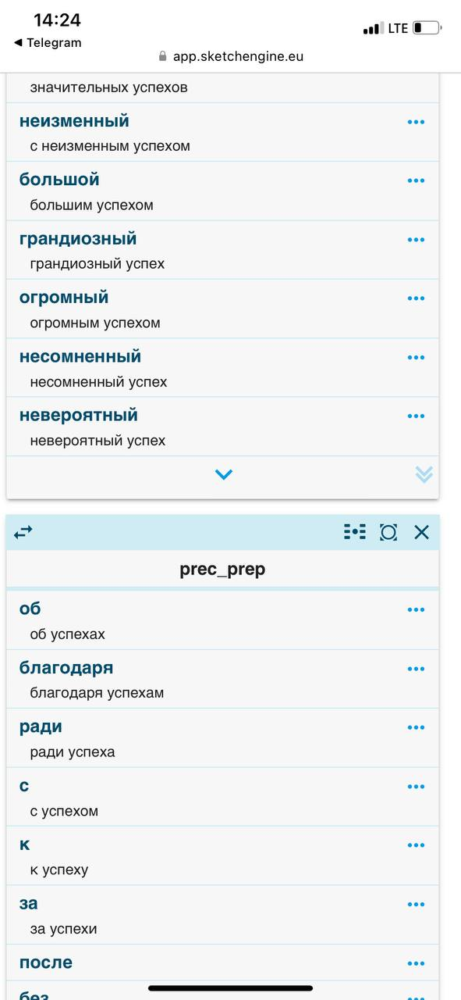 14:24
LTE
◀ Telegram
app.sketchengine.eu
значительных успехов
неизменный
с неизменным успехом
большой
большим успехом
грандиозный
грандиозный успех
огромный
огромным успехом
несомненный
несомненный успех
невероятный
невероятный успех
prec_prep
об
об успехах
благодаря
благодаря успехам
ради
ради успеха
с
с успехом
к
к успеху
за
за успехи
после
без